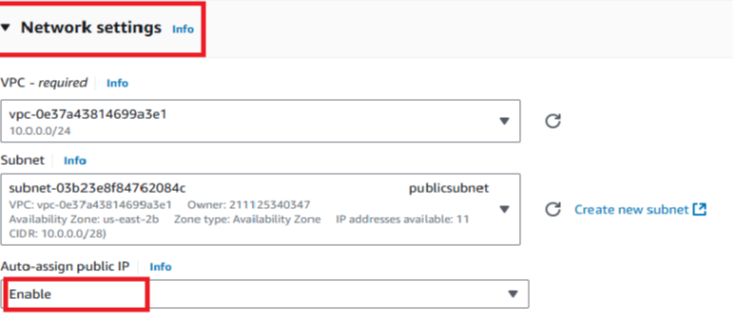 Network settings Info
VPC - required Info
vpc-0e37a43814699a3e1
10.0.0.0/24
Subnet Info
subnet-03b23e8f84762084c publicsubnet
VPC: vpc-0e37a43814699a3e1 Owner: 211125340347
Availability Zone: us-east-2b Zone type: Availability Zone IP addresses available: 11
CIDR: 10.0.0.0/28)
Create new subnet
Auto-assign public IP Info
Enable